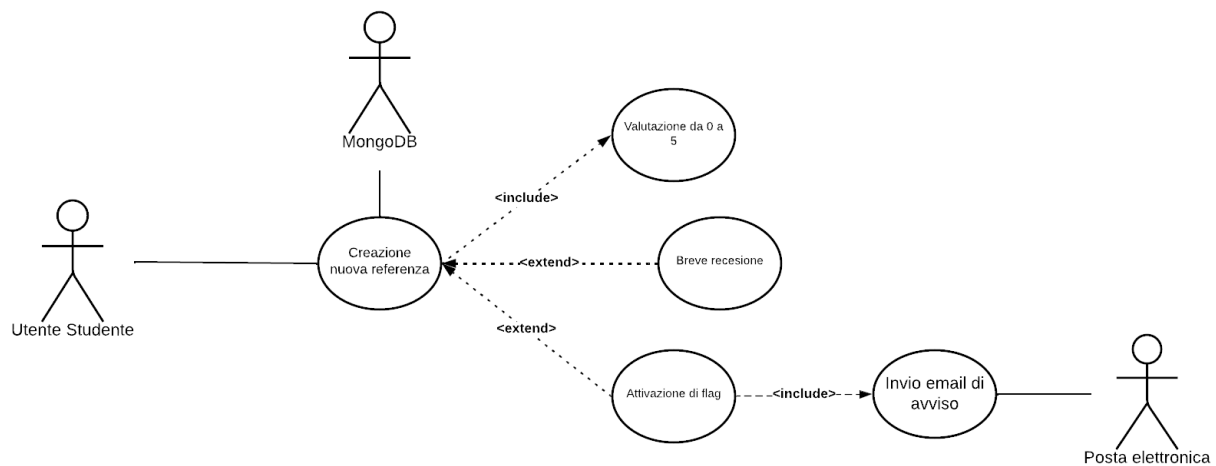 MongoDB
Valutazione da 0 a
5
<include>
Creazione
nuova referenza
<extend>
Breve recesione
Utente Studente
<extend>
Attivazione di flag
<include>
Invio email di
avviso
Posta elettronica